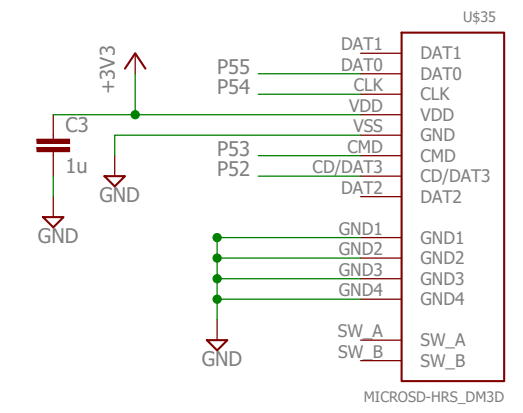 U$35
+3V3
C3
1u
GND
GND
P55
P54
P53
P52
DAT1 DAT1
DAT0 DAT0
CLK CLK
VDD VDD
VSS GND
CMD CMD
CD/DAT3 CD/DAT3
DAT2 DAT2
GND1 GND1
GND2 GND2
GND3 GND3
GND4 GND4
GND
SW_A SW_A
SW_B SW_B
MICROSD-HRS_DM3D